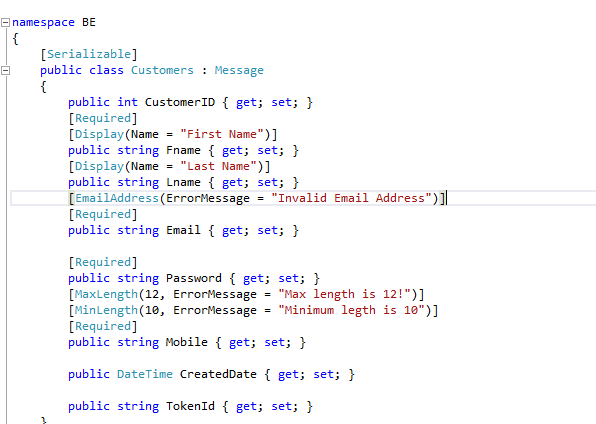 namespace BE
{
[Serializable]
public class Customers : Message
{
public int CustomerID { get; set; }
[Required]
[Display(Name = "First Name")]
public string Fname { get; set; }
[Display(Name = "Last Name")]
public string Lname { get; set; }
[EmailAddress(ErrorMessage = "Invalid Email Address")]
[Required]
public string Email { get; set; }
[Required]
public string Password { get; set; }
[MaxLength(12, ErrorMessage = "Max length is 12!")]
[MinLength(10, ErrorMessage = "Minimum legth is 10")]
[Required]
public string Mobile { get; set; }
public DateTime CreatedDate { get; set; }
public string TokenId { get; set; }
}